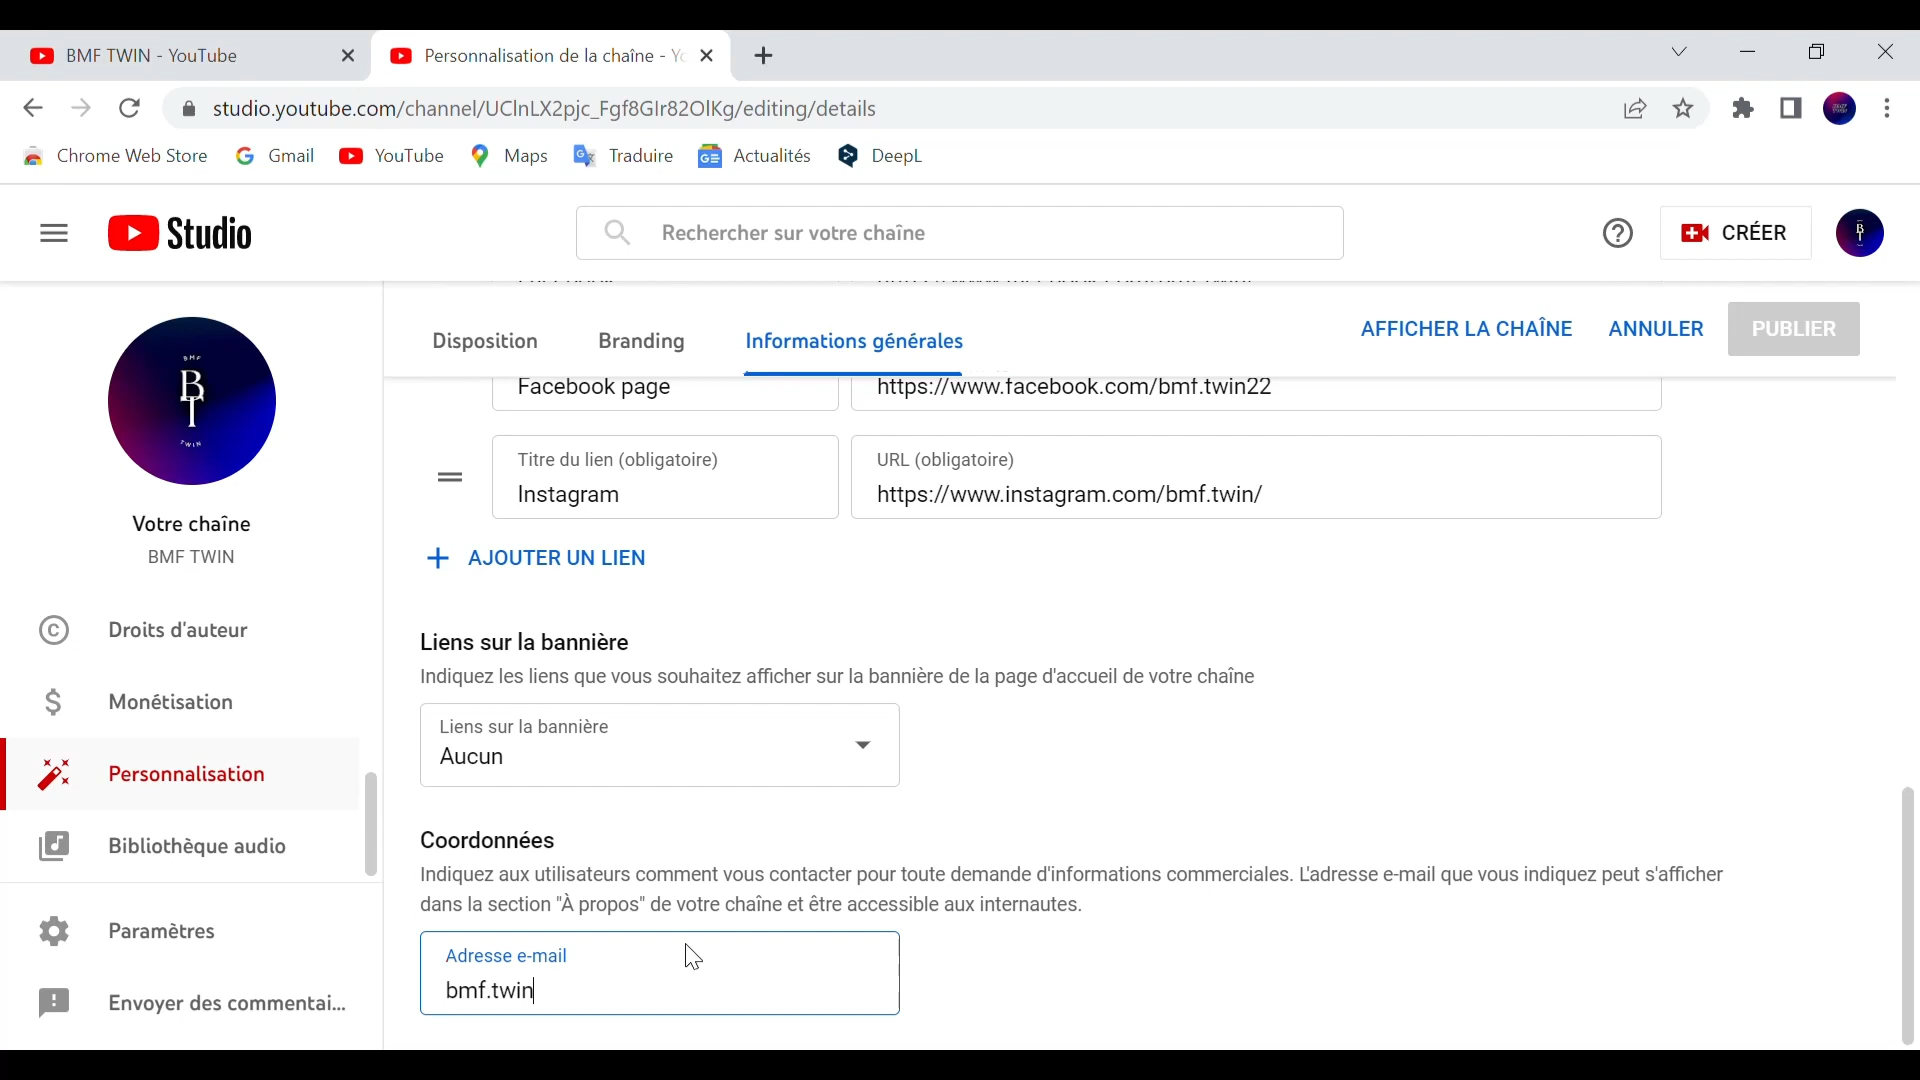 BMF TWIN - YouTube
Personnalisation de la chaîne - Yo
studio.youtube.com/channel/UClnLX2pjc_Fgf8GIr82OlKg/editing/details
Chrome Web Store
Gmail
YouTube
Maps
Traduire
Actualités
DeepL
Studio
Rechercher sur votre chaîne
CRÉER
Disposition
Branding
Informations générales
AFFICHER LA CHAÎNE
ANNULER
PUBLIER
BMF
BT
TWIN
Votre chaîne
BMF TWIN
Droits d'auteur
Monétisation
Personnalisation
Bibliothèque audio
Paramètres
Envoyer des commentai...
Facebook page
https://www.facebook.com/bmf.twin22
Titre du lien (obligatoire)
Instagram
URL (obligatoire)
https://www.instagram.com/bmf.twin/
AJOUTER UN LIEN
Liens sur la bannière
Indiquez les liens que vous souhaitez afficher sur la bannière de la page d'accueil de votre chaîne
Liens sur la bannière
Aucun
Coordonnées
Indiquez aux utilisateurs comment vous contacter pour toute demande d'informations commerciales. L'adresse e-mail que vous indiquez peut s'afficher
dans la section "À propos" de votre chaîne et être accessible aux internautes.
Adresse e-mail
bmf.twin